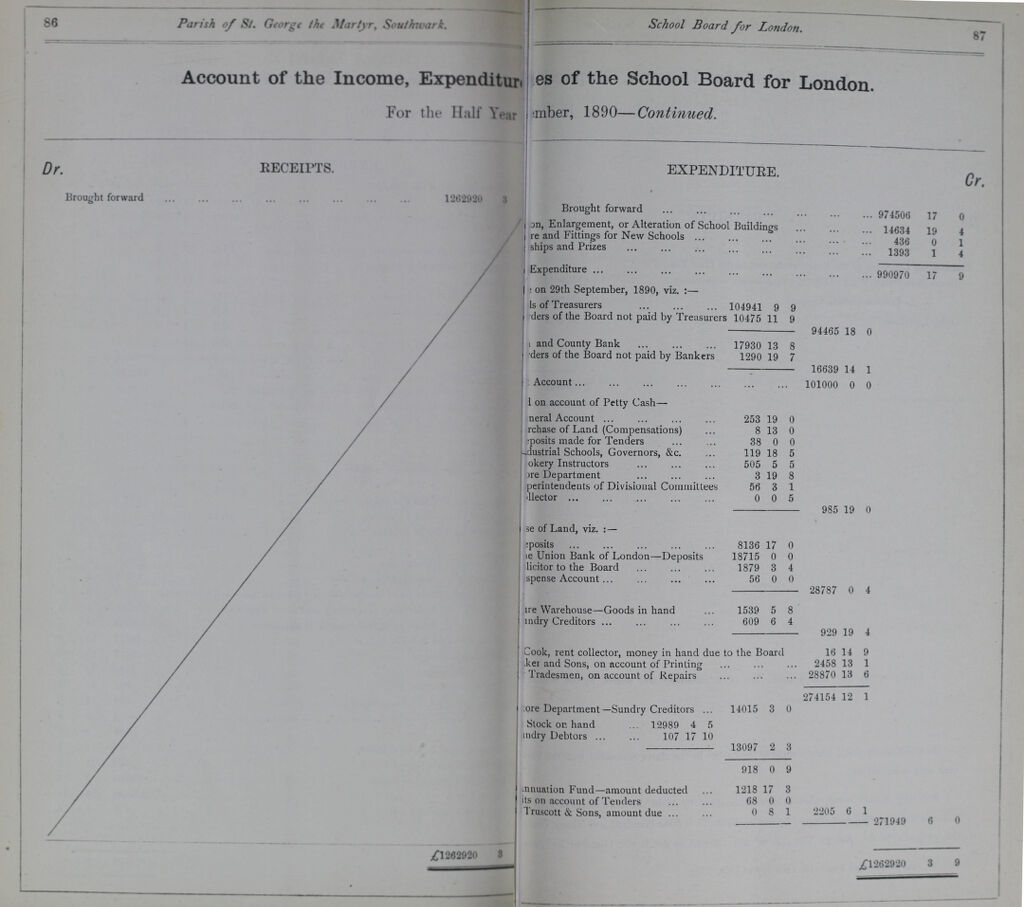 86 Parish of St. George the Martyr, Southwark.
Account of the Income, Expenditur
For the Half Year
Dr. RECEIPTS.
Brought forward ... ... ... ... ... ... ... ... 1262920 3
£1262920 3
School Board for London. 87
es of the School Board for London.
mber, 1890—Continued.
EXPENDITURE. Cr.
Brought forward ... ... ... ... ... ... ... 974506 17 0
on, Enlargement, or Alteration of School Buildings ... ... ... 14634 19 4
re and Fittings for New Schools ... ... ... ... ... ... 436 0 1
ships and Prizes ... ... ... ... ... ... ... ... 1393 1 4
Expenditure ... ... ... ... ... ... ... ... ... 990970 17 9
on 29th September, 1890, viz. :—
ls of Treasurers ... ... ... 104941 9 9
ders of the Board not paid by Treasurers 10475 11 9
94465 18 0
and County Bank ... ... ... 17930 13 8
ders of the Board not paid by Bankers 1290 19 7
16639 14 1
Account ... ... ... ... ... ... ... 101000 0 0
on account of Petty Cash—
neral Account ... ... ... ... 253 19 0
rchase of Land (Compensations) ... 8 13 0
eposits made for Tenders ... ... 38 0 0
dustrial Schools, Governors, &c. ... 119 18 5
okery Instructors ... ... ... 505 5 5
ore Department ... ... ... 3 19 8
perintendents of Divisional Committees 56 3 1
llector ... ... ... ... ... 0 0 5
985 19 0
se of Land, viz. :—
eposits ... ... ... ... ... 8136 17 0
e Union Bank of London—Deposits 18715 0 0
licitor to the Board ... ... ... 1879 3 4
spense Account ... ... ... ... 56 0 0
28787 0 4
re Warehouse—Goods in hand ... 1539 5 8
ndry Creditors ... ... ... ... 609 6 4
929 19 4
Cook, rent collector, money in hand due to the Board 16 14 9
ker and Sons, on account of Printing ... ... ... 2458 13 1
Tradesmen, on account of Repairs ... ... ... 28870 13 6
274154 12 1
ore Department—Sundry Creditors ... 14015 3 0
Stock on hand ... 12989 4 5
ndry Debtors ... ... 107 17 10
13097 2 3
918 0 9
nnuation Fund—amount deducted ... 1218 17 3
its on account of Tenders ... ... 68 0 0
Truscott & Sons, amount due ... ... 0 8 1 2205 6 1
271949 6 0
£1262920 3 9